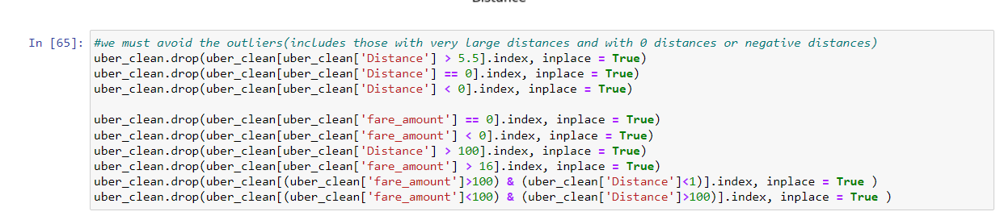 Distance
In [65]: #we must avoid the outliers(includes those with very large distances and with 0 distances or negative distances)
uber_clean.drop(uber_clean[uber_clean['Distance'] > 5.5].index, inplace = True)
uber_clean.drop(uber_clean[uber_clean['Distance'] == 0].index, inplace = True)
uber_clean.drop(uber_clean[uber_clean['Distance'] < 0].index, inplace = True)
uber_clean.drop(uber_clean[uber_clean['fare_amount'] == 0].index, inplace = True)
uber_clean.drop(uber_clean[uber_clean['fare_amount'] < 0].index, inplace = True)
uber_clean.drop(uber_clean[uber_clean['Distance'] > 100].index, inplace = True)
uber_clean.drop(uber_clean[uber_clean['fare_amount'] > 16].index, inplace = True)
uber_clean.drop(uber_clean[(uber_clean['fare_amount']>100) & (uber_clean['Distance']<1)].index, inplace = True )
uber_clean.drop(uber_clean[(uber_clean['fare_amount']<100) & (uber_clean['Distance']>100)].index, inplace = True )